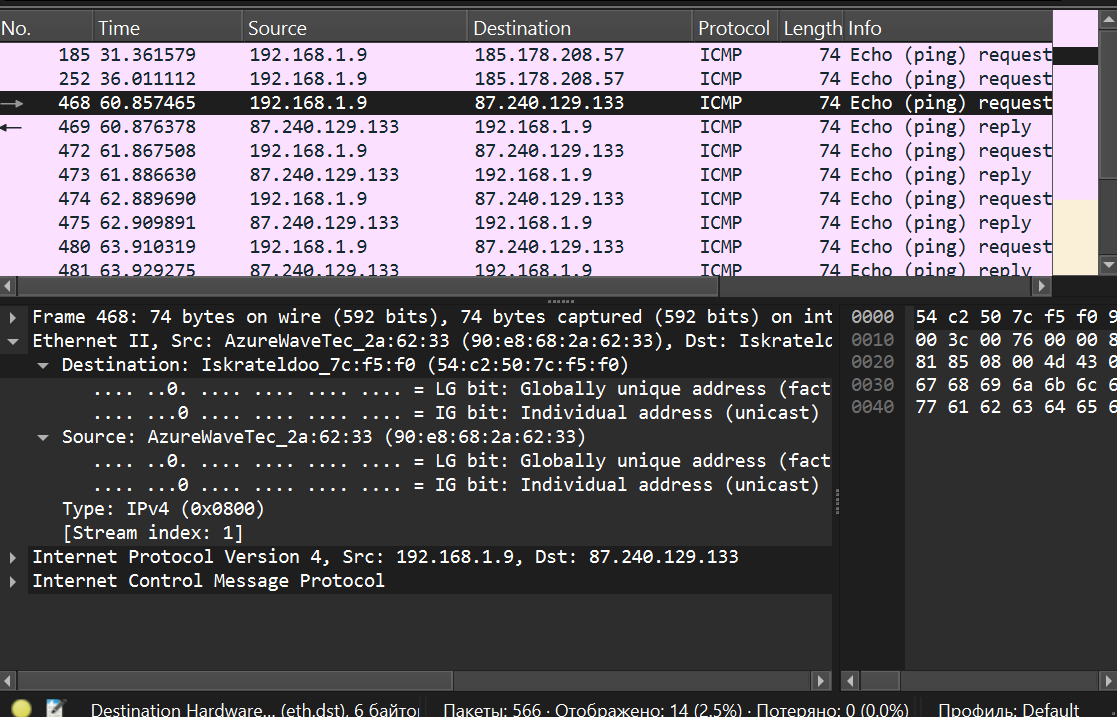 No. Time Source Destination Protocol Length Info
185 31.361579 192.168.1.9 185.178.208.57 ICMP 74 Echo (ping) request
252 36.011112 192.168.1.9 185.178.208.57 ICMP 74 Echo (ping) request
468 60.857465 192.168.1.9 87.240.129.133 ICMP 74 Echo (ping) request
469 60.876378 87.240.129.133 192.168.1.9 ICMP 74 Echo (ping) reply
472 61.867508 192.168.1.9 87.240.129.133 ICMP 74 Echo (ping) request
473 61.886630 87.240.129.133 192.168.1.9 ICMP 74 Echo (ping) reply
474 62.889690 192.168.1.9 87.240.129.133 ICMP 74 Echo (ping) request
475 62.909891 87.240.129.133 192.168.1.9 ICMP 74 Echo (ping) reply
480 63.910319 192.168.1.9 87.240.129.133 ICMP 74 Echo (ping) request
481 63.929275 87.240.129.133 192.168.1.9 ICMP 74 Echo (ping) reply
Frame 468: 74 bytes on wire (592 bits), 74 bytes captured (592 bits) on int
Ethernet II, Src: AzureWaveTec_2a:62:33 (90:e8:68:2a:62:33), Dst: Iskrateld
Destination: Iskrateldoo_7c:f5:f0 (54:c2:50:7c:f5:f0)
.... ..0. .... .... .... .... = LG bit: Globally unique address (fact
.... ...0 .... .... .... .... = IG bit: Individual address (unicast)
Source: AzureWaveTec_2a:62:33 (90:e8:68:2a:62:33)
.... ..0. .... .... .... .... = LG bit: Globally unique address (fact
.... ...0 .... .... .... .... = IG bit: Individual address (unicast)
Type: IPv4 (0x0800)
[Stream index: 1]
Internet Protocol Version 4, Src: 192.168.1.9, Dst: 87.240.129.133
Internet Control Message Protocol
0000 54 c2 50 7c f5 f0 9
0010 00 3c 00 76 00 00 8
0020 81 85 08 00 4d 43 0
0030 67 68 69 6a 6b 6c 6
0040 77 61 62 63 64 65 6
Destination Hardware... (eth.dst), 6 байтов Пакеты: 566 · Отображено: 14 (2.5%) · Потеряно: 0 (0.0%) Профиль: Default